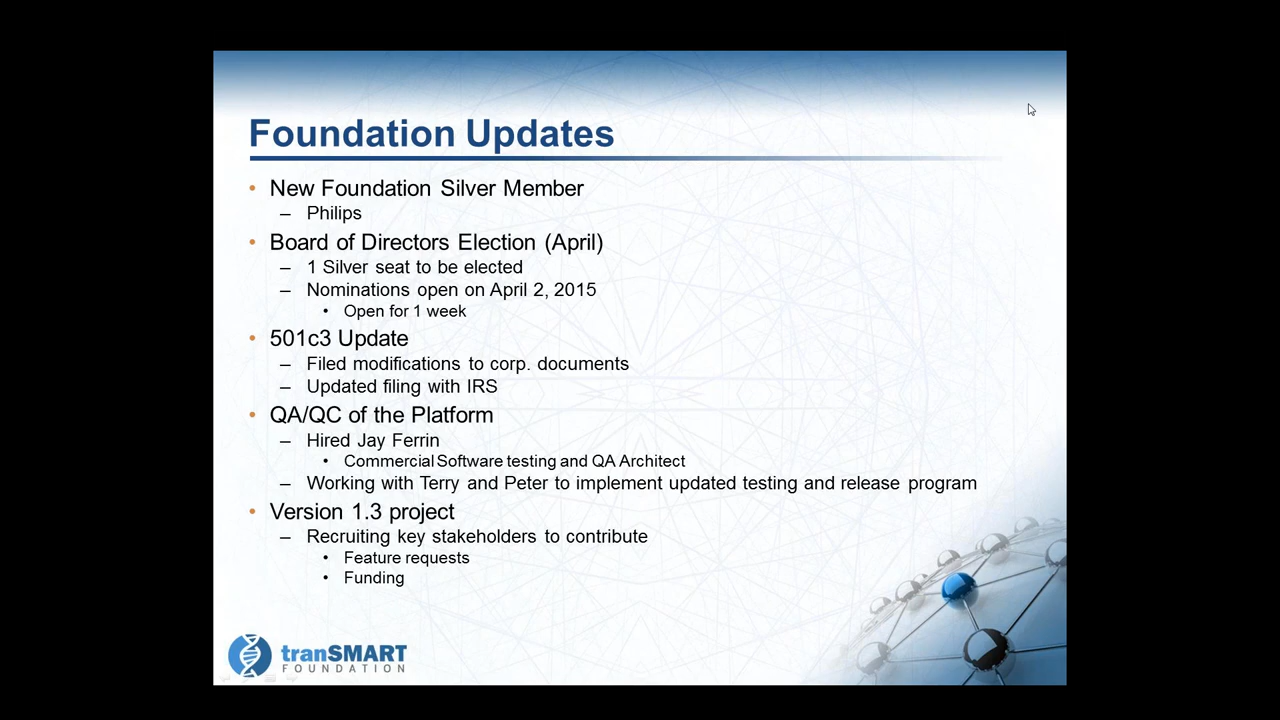 Foundation Updates
• New Foundation Silver Member
– Philips
• Board of Directors Election (April)
– 1 Silver seat to be elected
– Nominations open on April 2, 2015
• Open for 1 week
• 501c3 Update
– Filed modifications to corp. documents
– Updated filing with IRS
• QA/QC of the Platform
– Hired Jay Ferrin
• Commercial Software testing and QA Architect
– Working with Terry and Peter to implement updated testing and release program
• Version 1.3 project
– Recruiting key stakeholders to contribute
• Feature requests
• Funding
tranSMART
FOUNDATION